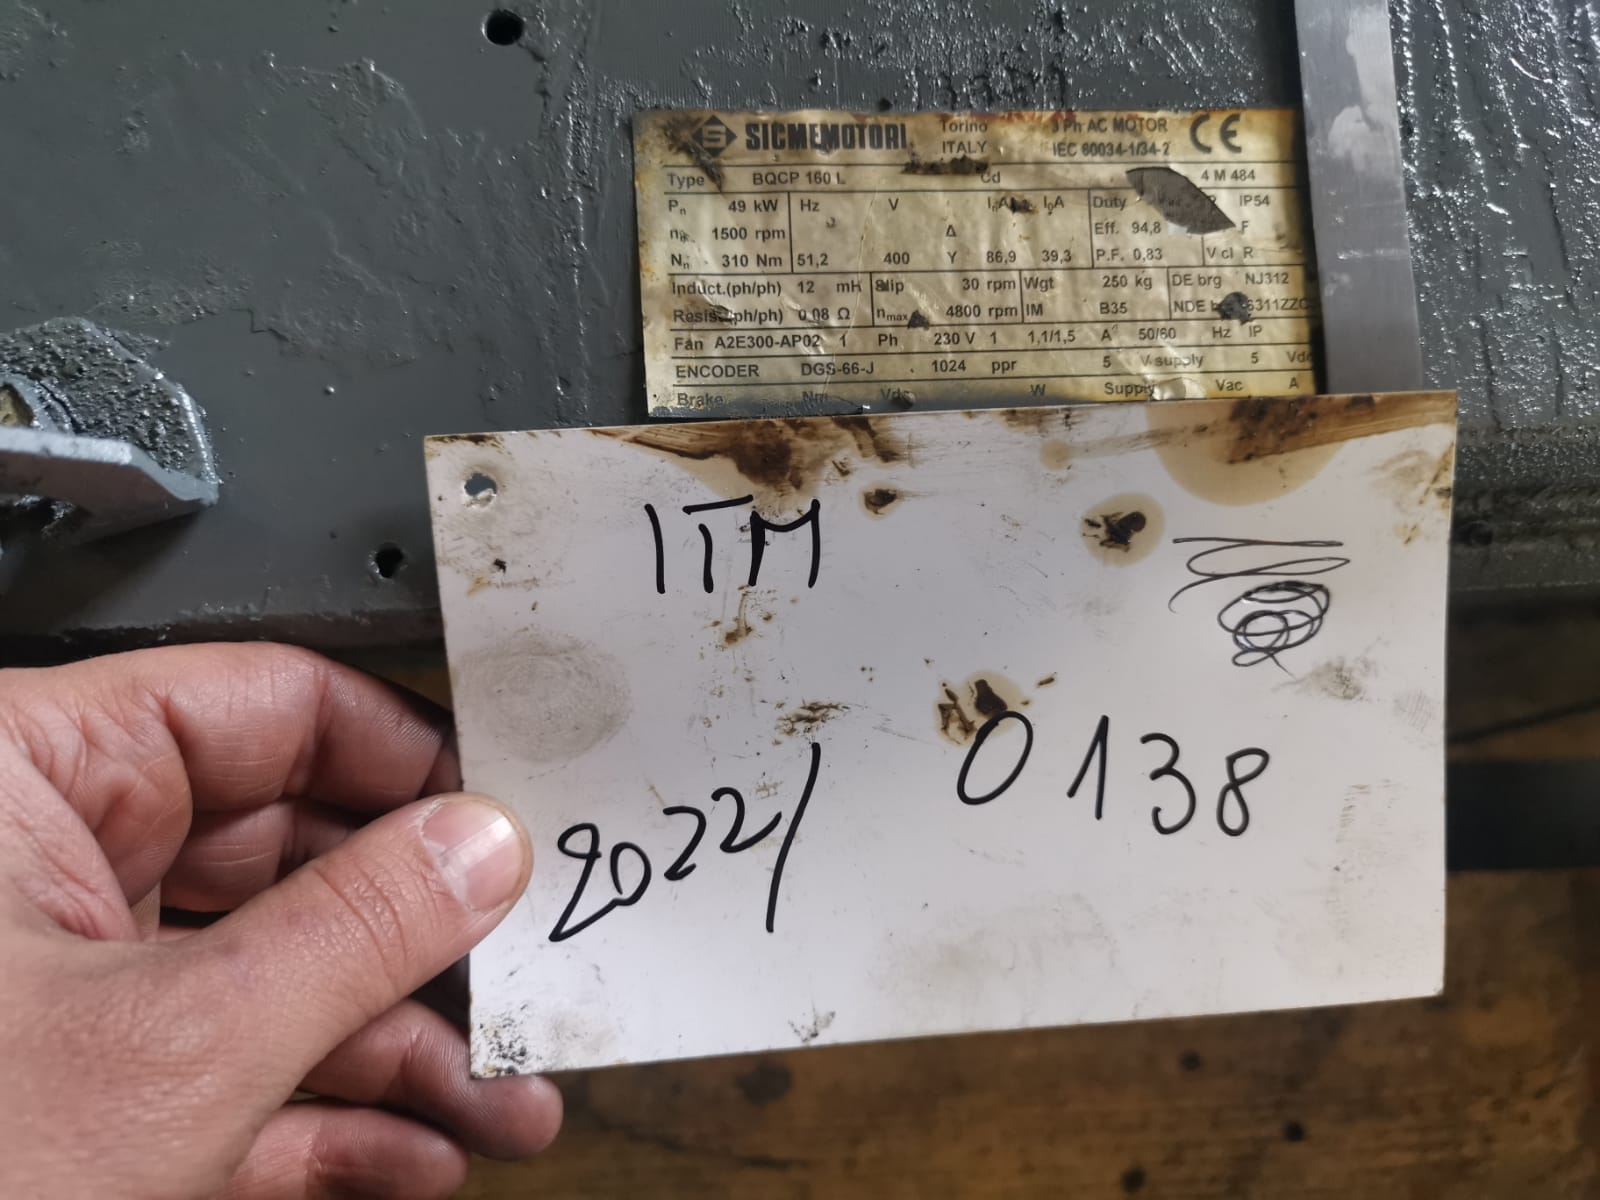 SICMEMOTORI Torino ITALY 3 Ph AC MOTOR IEC 60034-1/34-2 CE
Type BQCP 160 L Cd 4 M 484
Pn 49 kW Hz V InA I0A Duty IP54
1500 rpm Δ Eff. 94,8 F
Nn 310 Nm 51,2 400 Y 86,9 39,3 P.F. 0,83 V cl R
Induct.(ph/ph) 12 mH Slip 30 rpm Wgt 250 kg DE brg NJ312
Resis.(ph/ph) 0,08 Ω nmax 4800 rpm IM B35 NDE 6311ZZC
Fan A2E300-AP02 1 Ph 230 V 1 1,1/1,5 A 50/60 Hz IP
ENCODER DGS-66-J 1024 ppr 5 V supply 5 Vdc
Brake Nm Vdc W Supply Vac A
ITM
2022/ 0138